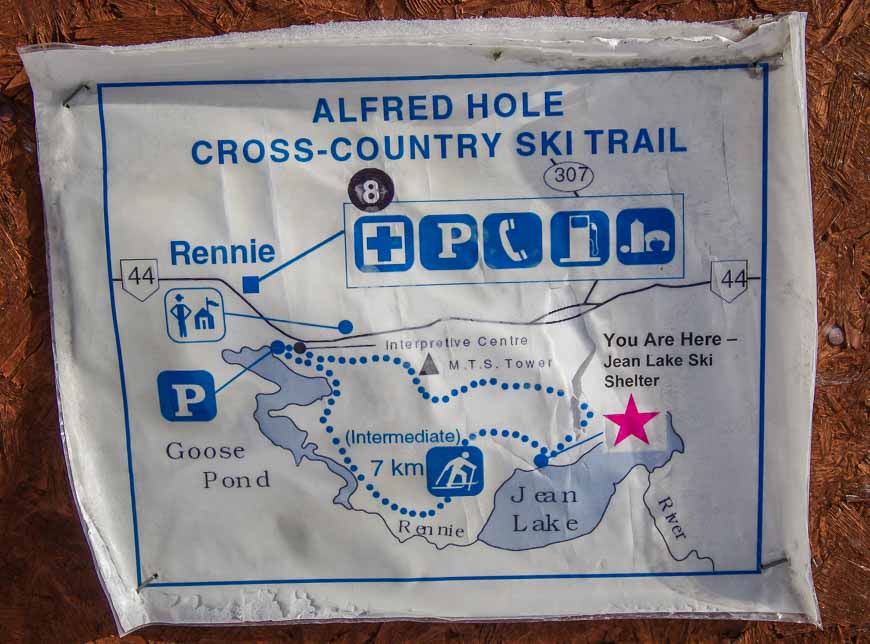 ALFRED HOLE
CROSS-COUNTRY SKI TRAIL
307
8
P
Rennie
44
44
Interpretive Centre
M.T.S. Tower
You Are Here –
Jean Lake Ski
Shelter
P
Goose
Pond
(Intermediate)
7 km
Jean
Lake
Rennie
River